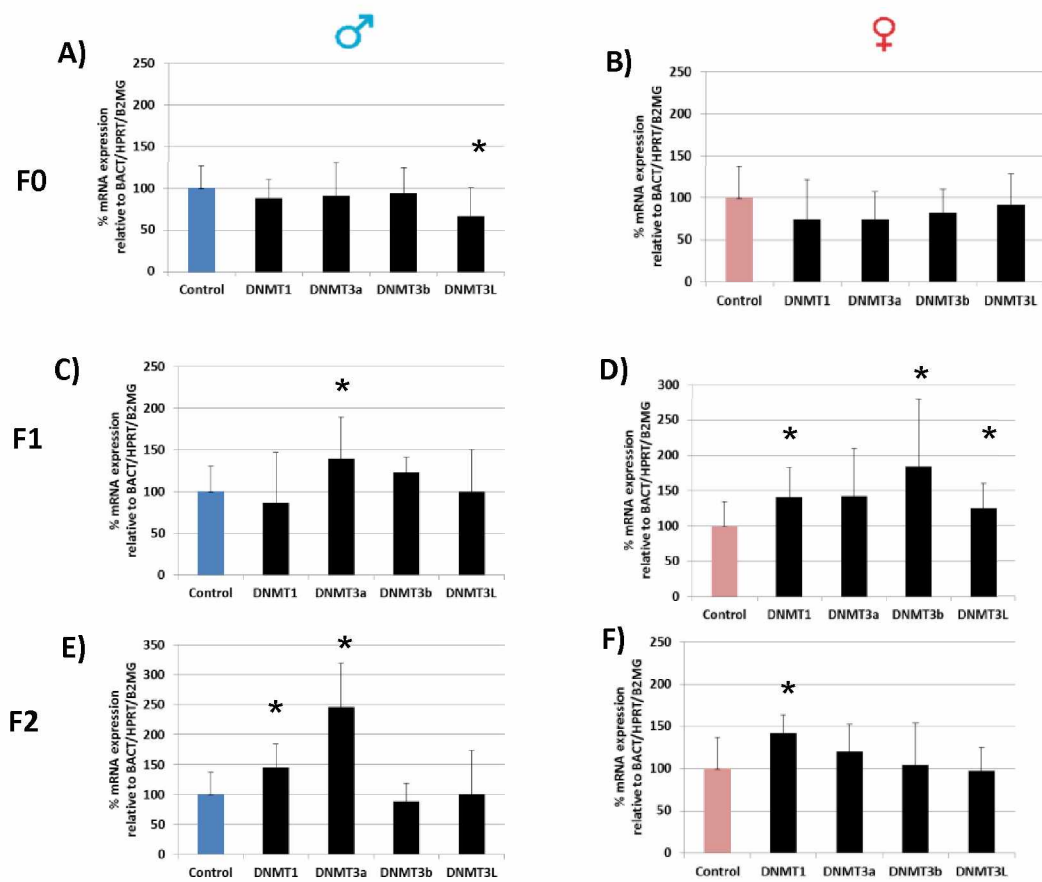 A)
B)
F0
% mRNA expression
relative to BACT/HPRT/B2MG
250
200
150
100
50
0
*
Control DNMT1 DNMT3a DNMT3b DNMT3L
% mRNA expression
relative to BACT/HPRT/B2MG
250
200
150
100
50
0
Control DNMT1 DNMT3a DNMT3b DNMT3L
C)
D)
F1
% mRNA expression
relative to BACT/HPRT/B2MG
250
200
150
100
50
0
*
Control DNMT1 DNMT3a DNMT3b DNMT3L
% mRNA expression
relative to BACT/HPRT/B2MG
300
250
200
150
100
50
0
* * *
Control DNMT1 DNMT3a DNMT3b DNMT3L
E)
F)
F2
% mRNA expression
relative to BACT/HPRT/B2MG
350
300
250
200
150
100
50
0
* *
Control DNMT1 DNMT3a DNMT3b DNMT3L
% mRNA expression
relative to BACT/HPRT/B2MG
250
200
150
100
50
0
*
Control DNMT1 DNMT3a DNMT3b DNMT3L